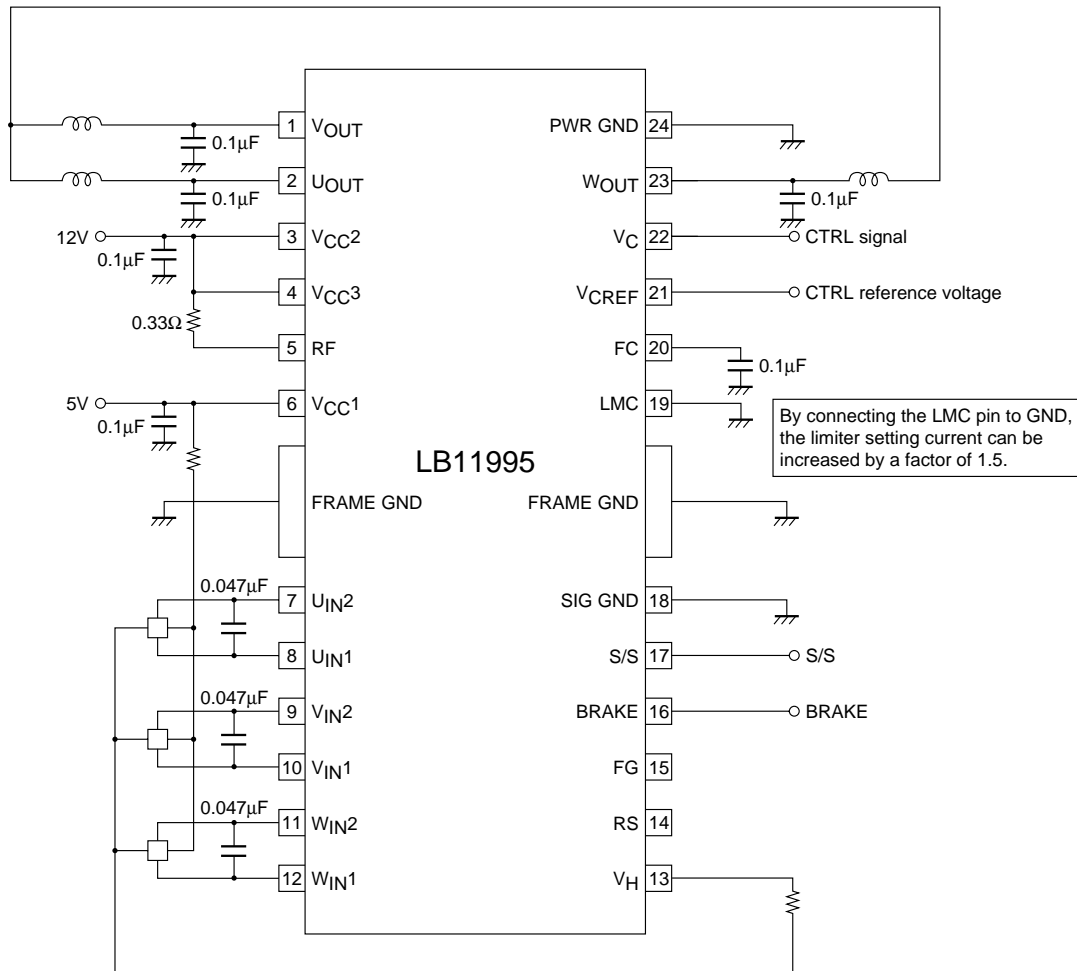 1 VOUT
0.1μF
PWR GND 24
2 UOUT
0.1μF
WOUT 23
0.1μF
12V
3 VCC2
0.1μF
VC 22
CTRL signal
4 VCC3
VCREF 21
CTRL reference voltage
0.33Ω
5 RF
FC 20
0.1μF
5V
6 VCC1
0.1μF
LMC 19
By connecting the LMC pin to GND,
the limiter setting current can be
increased by a factor of 1.5.
LB11995
FRAME GND
FRAME GND
0.047μF
7 UIN2
SIG GND 18
8 UIN1
S/S 17
S/S
0.047μF
9 VIN2
BRAKE 16
BRAKE
10 VIN1
FG 15
0.047μF
11 WIN2
RS 14
12 WIN1
VH 13